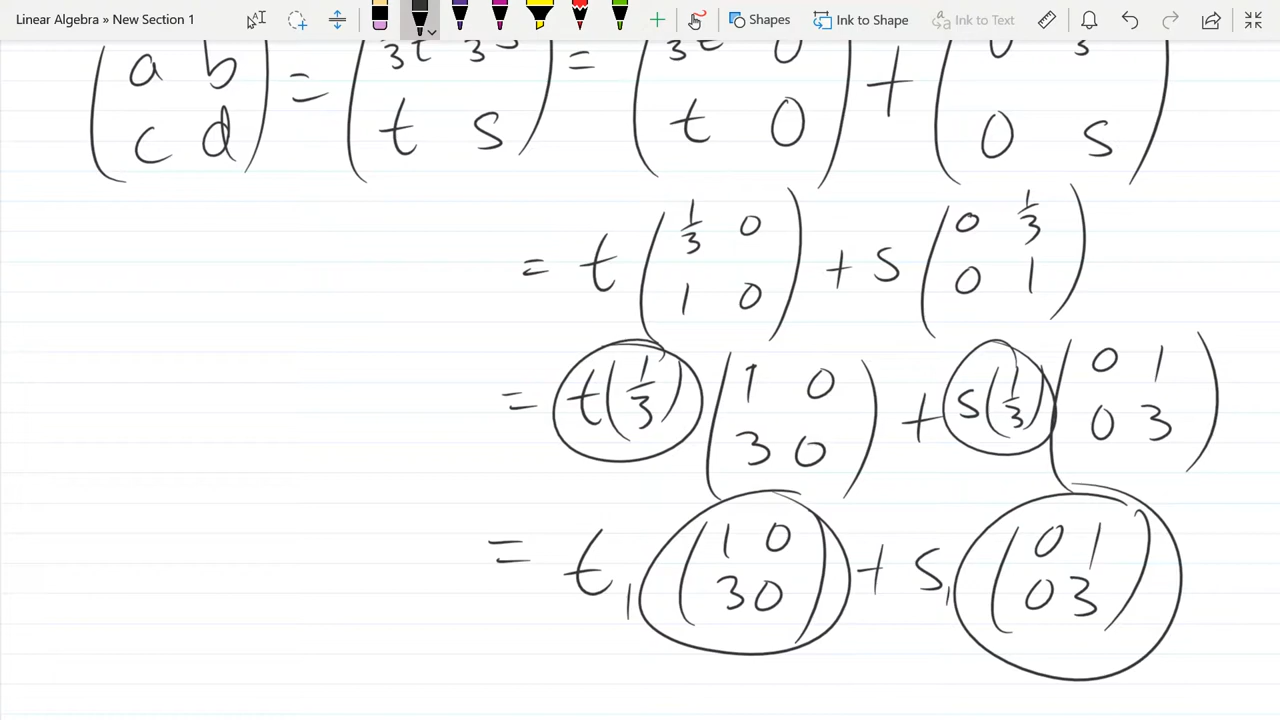 Linear Algebra » New Section 1 Shapes Ink to Shape Ink to Text
(a b) = ( 3t 3s) = ( 3t 0) + (0 3
(c d) (t s) (t 0) (0 s)
= t (1/3 0) + s (0 1/3)
(1 0) (0 1)
= t(1/3) (1 0) + s(1/3) (0 1)
(3 0) (0 3)
= t₁ (1 0) + s₁ (0 1)
(3 0) (0 3)